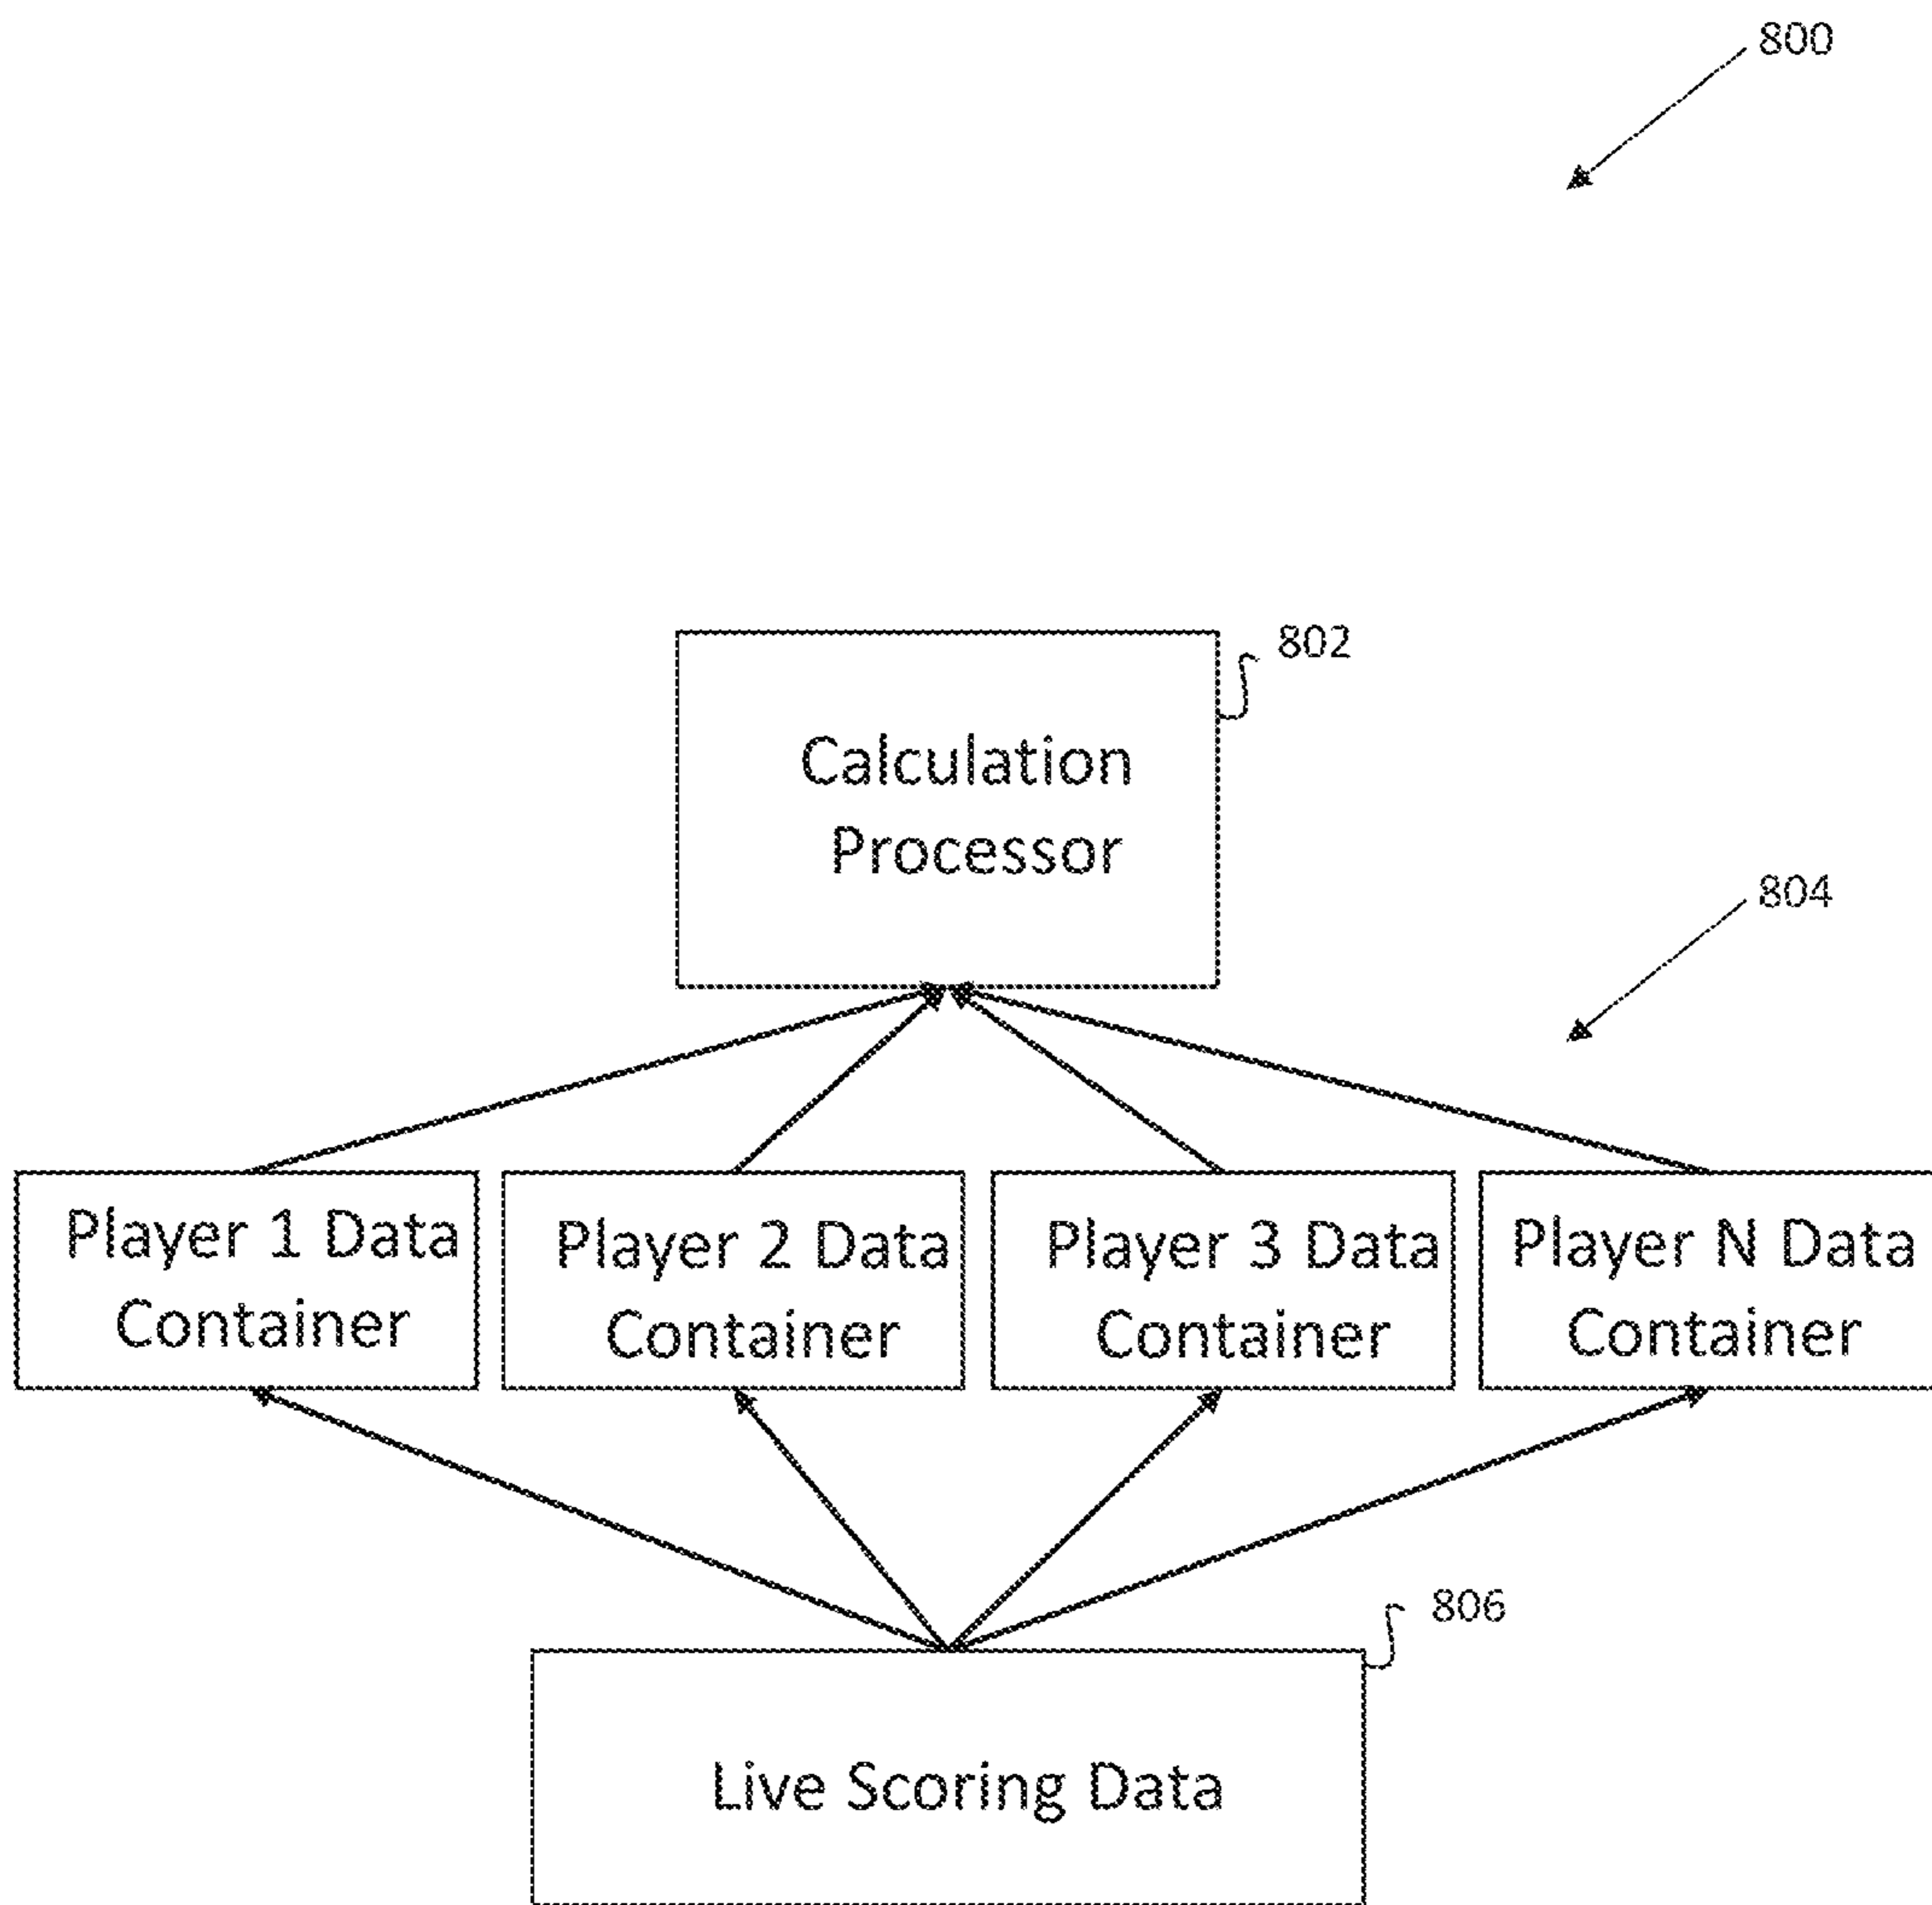 800
802
Calculation
Processor
804
Player 1 Data
Container
Player 2 Data
Container
Player 3 Data
Container
Player N Data
Container
806
Live Scoring Data